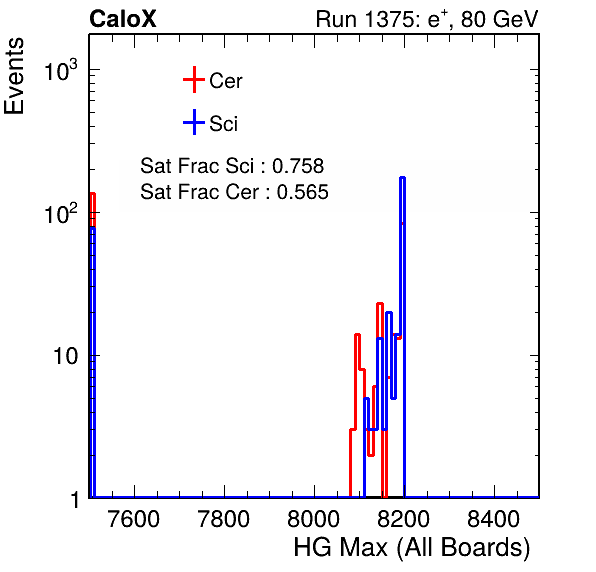 CaloX Run 1375: e⁺, 80 GeV
Events
Cer
Sci
Sat Frac Sci : 0.758
Sat Frac Cer : 0.565
10³
10²
10
1
7600 7800 8000 8200 8400
HG Max (All Boards)